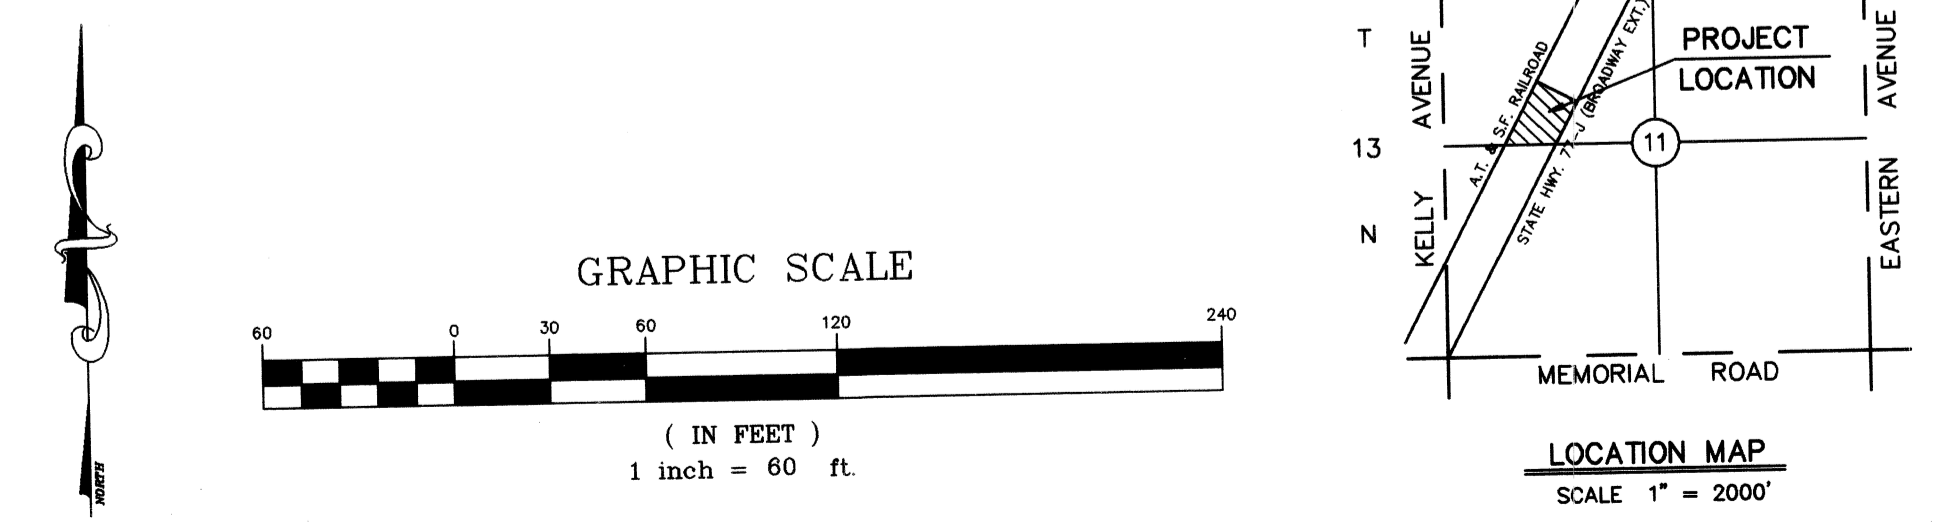 NORTH
GRAPHIC SCALE
60 0 30 60 120 240
( IN FEET )
1 inch = 60 ft.
T
13
N
KELLY AVENUE
A.T. & S.F. RAILROAD
STATE HWY. 77-J (BROADWAY EXT.)
PROJECT
LOCATION
11
EASTERN AVENUE
MEMORIAL ROAD
LOCATION MAP
SCALE 1" = 2000'